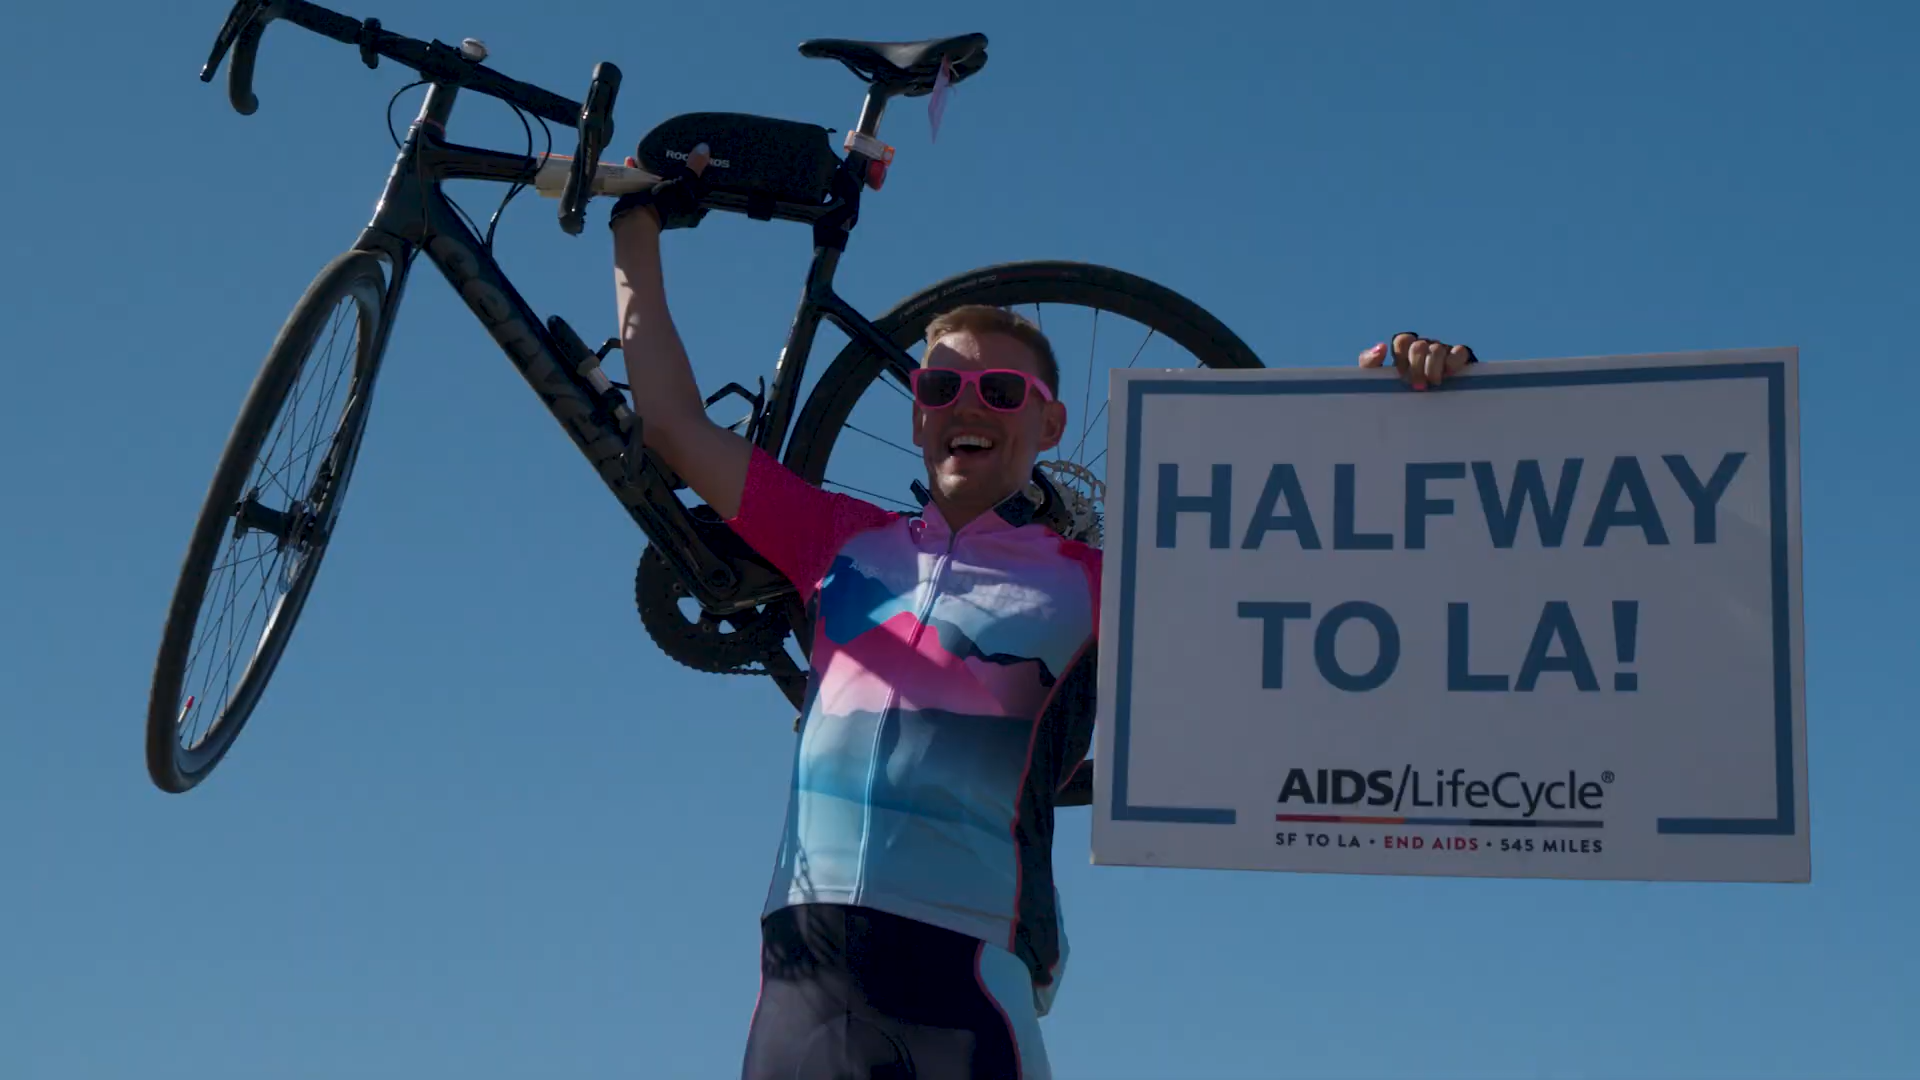 HALFWAY
TO LA!
AIDS/LifeCycle®
SF TO LA • END AIDS • 545 MILES